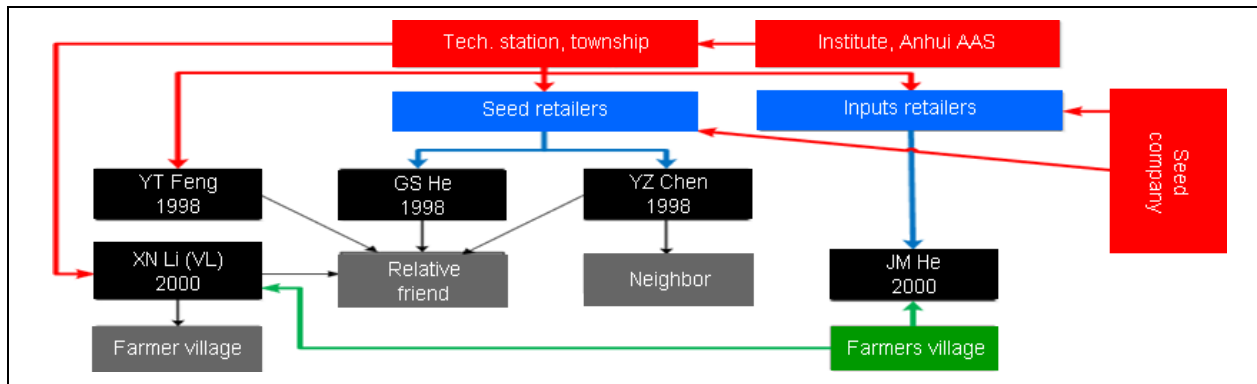 Tech. station, township
Institute, Anhui AAS
Seed retailers
Inputs retailers
Seed
company
YT Feng
1998
GS He
1998
YZ Chen
1998
XN Li (VL)
2000
Relative
friend
Neighbor
JM He
2000
Farmer village
Farmers village